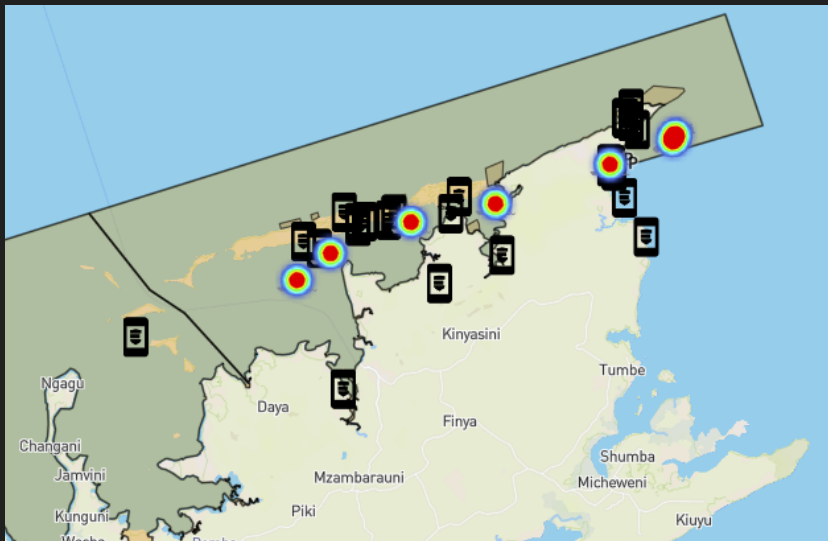 Kinyasini
Tumbe
Ngagu
Daya
Finya
Changani
Shumba
Jamvini
Mzambarauni
Micheweni
Piki
Kunguni
Kiuyu